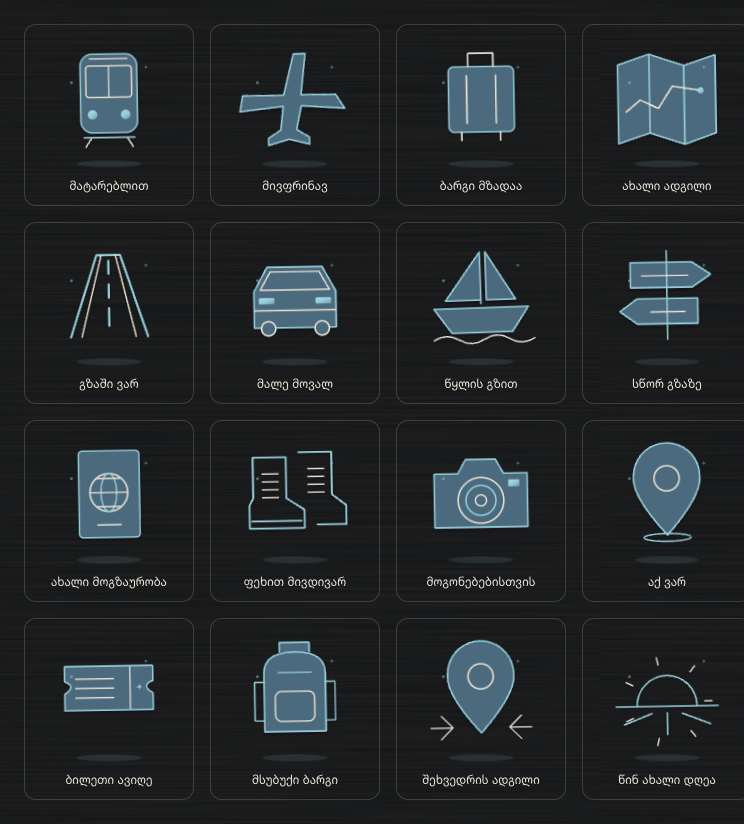 მატარებლით
მივფრინავ
ბარგი მზადაა
ახალი ადგილი
გზაში ვარ
მალე მოვალ
წყლის გზით
სწორ გზაზე
ახალი მოგზაურობა
ფეხით მივდივარ
მოგონებებისთვის
აქ ვარ
ბილეთი ავიღე
მსუბუქი ბარგი
შეხვედრის ადგილი
წინ ახალი დღეა